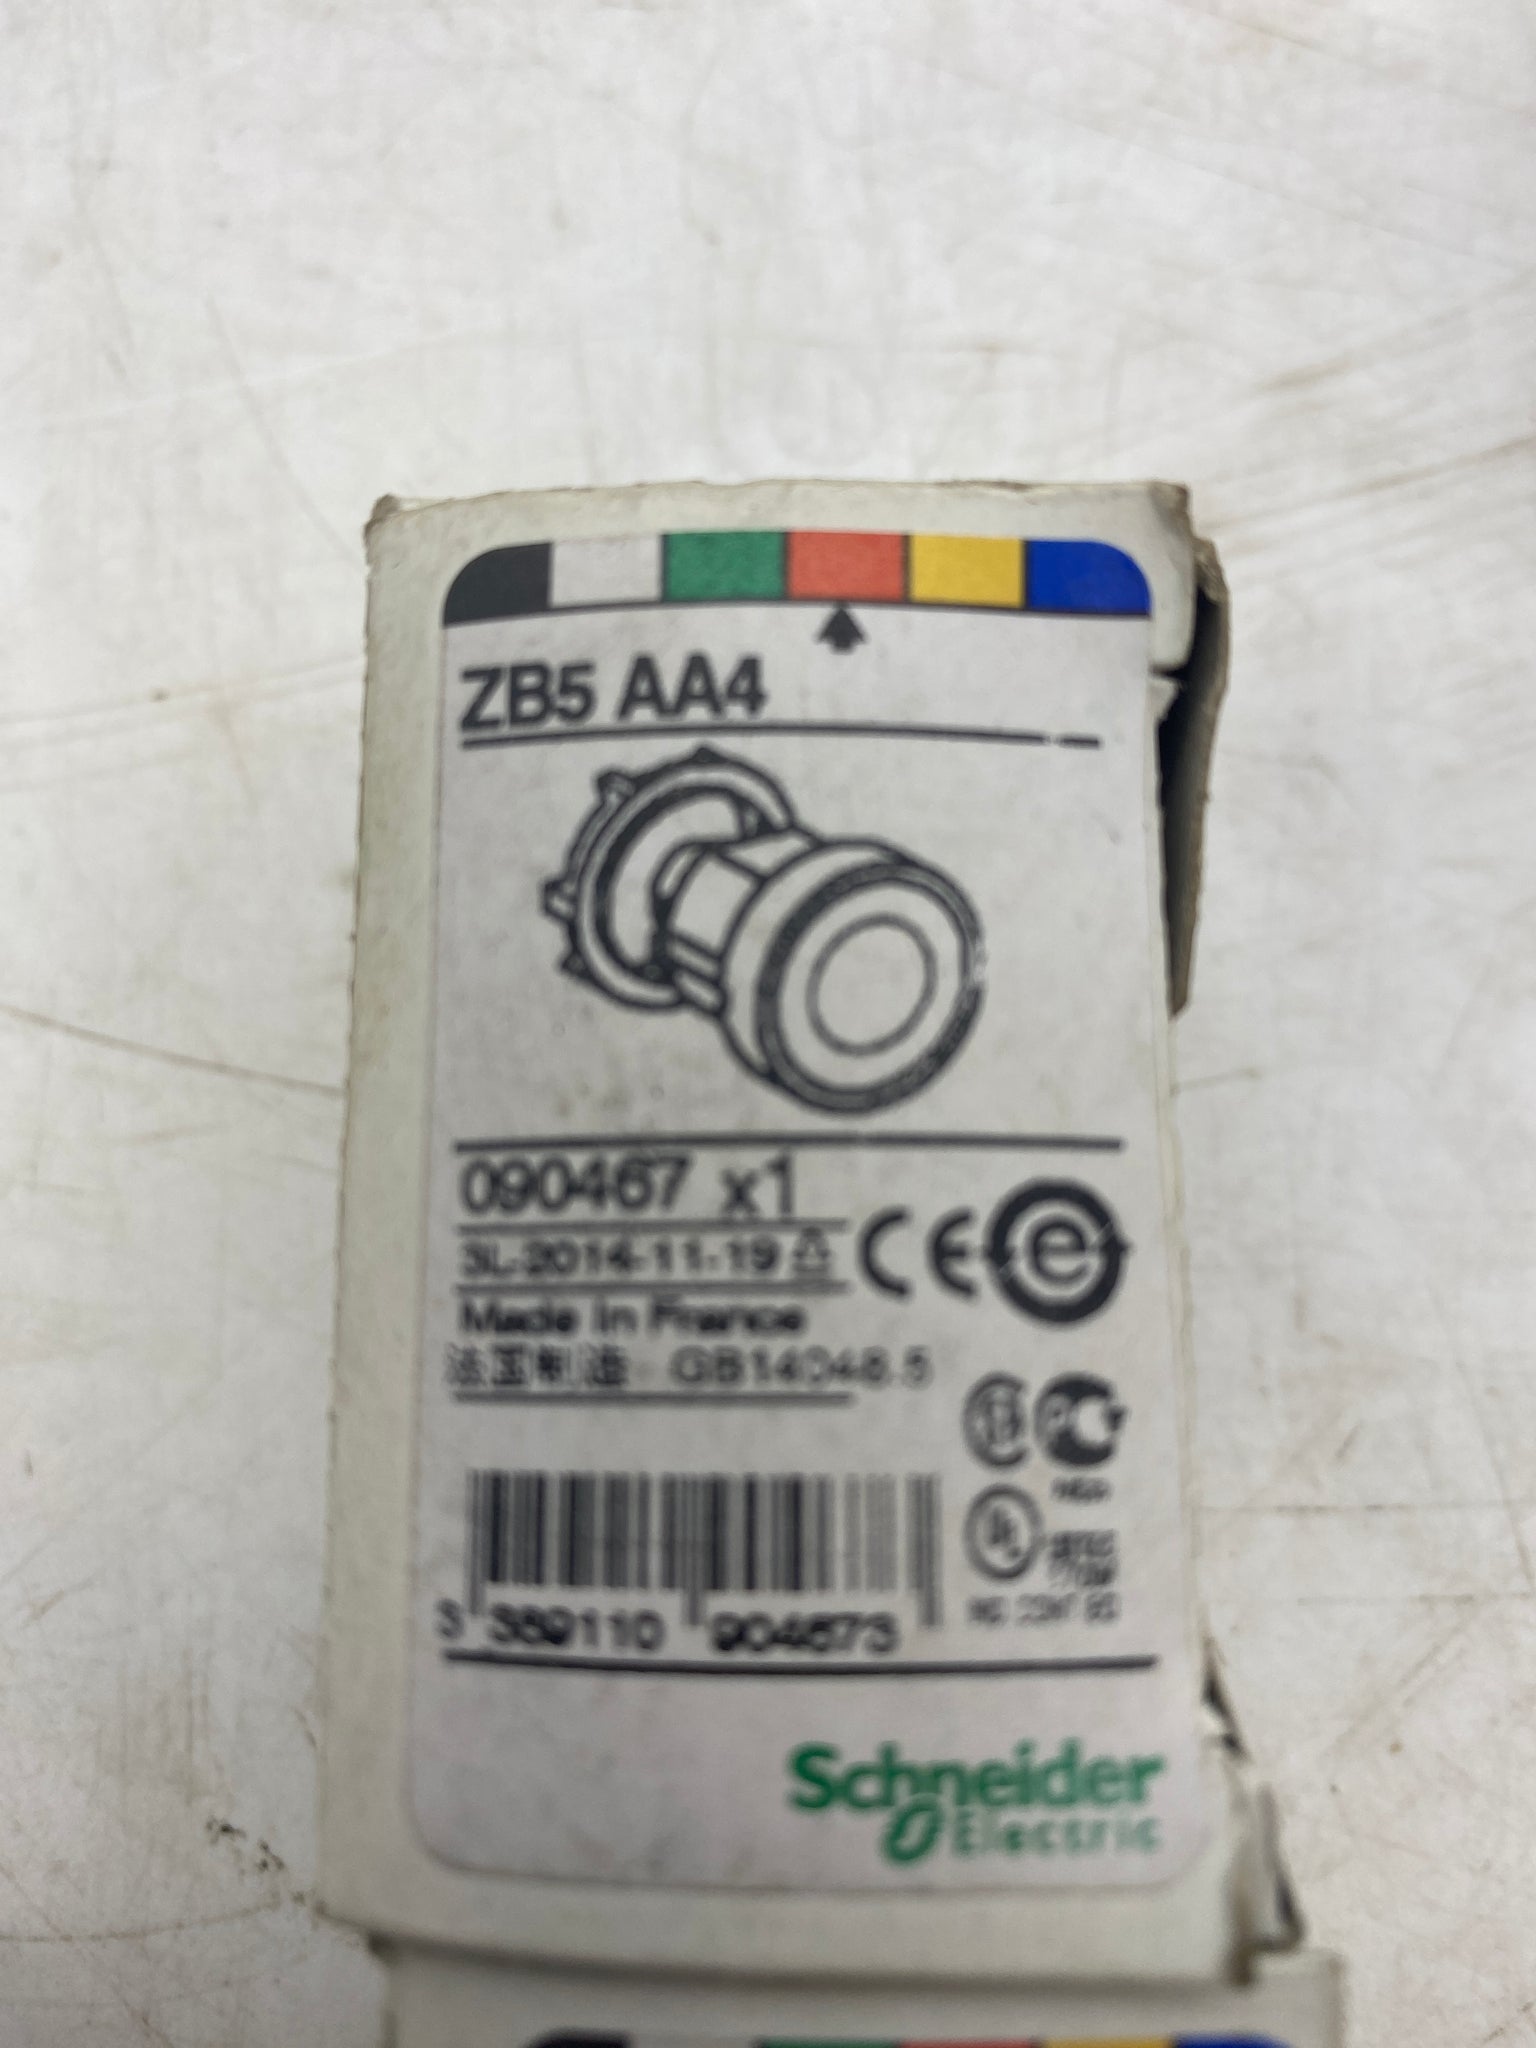 ZB5 AA4
090467 x1
3L-2014-11-19
CE
Made in France
法国制造 GB14048.5
3 389110 904673
Schneider
Electric